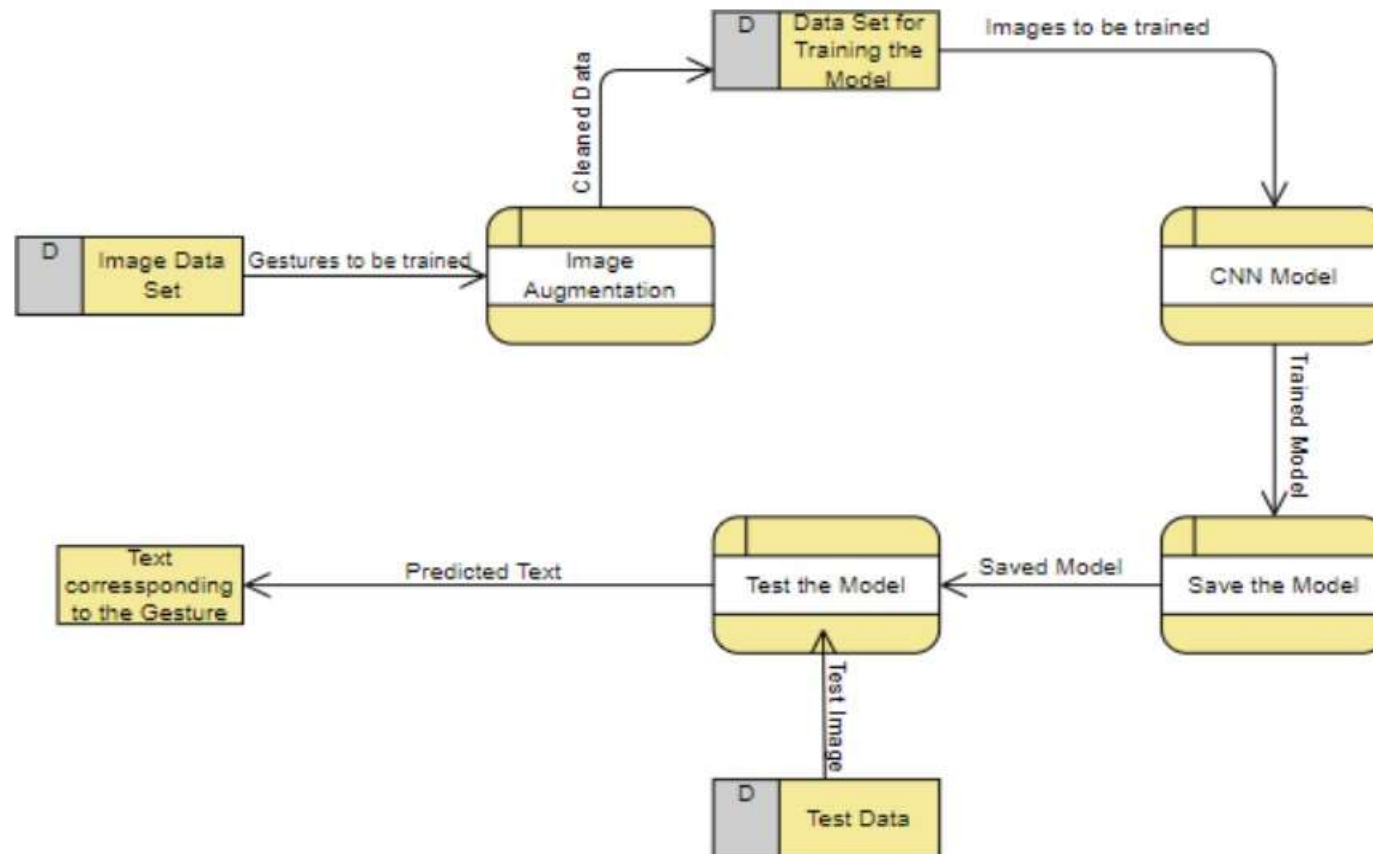 D
Data Set for
Training the
Model
Images to be trained
Cleaned Data
D
Image Data
Set
Gestures to be trained
Image
Augmentation
CNN Model
Trained Model
Text
corressponding
to the Gesture
Predicted Text
Test the Model
Saved Model
Save the Model
Test Image
D
Test Data